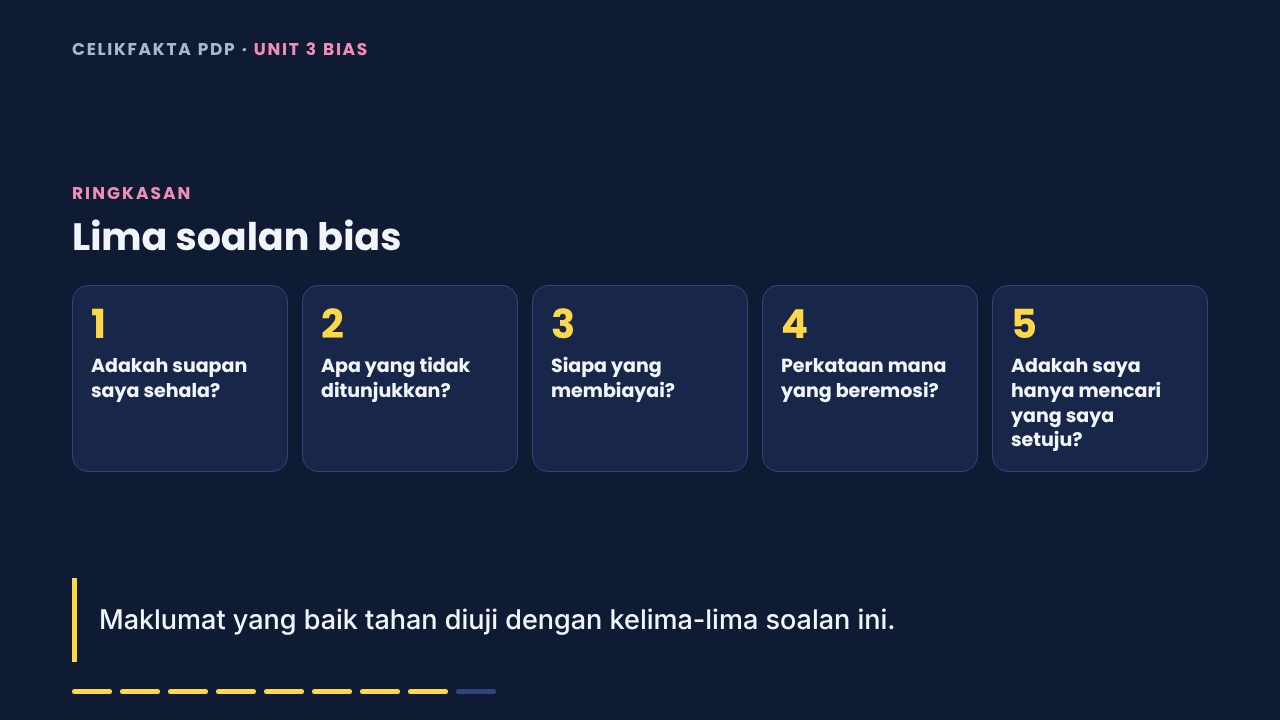 CELIKFAKTA PDP · UNIT 3 BIAS
RINGKASAN
Lima soalan bias
1
Adakah suapan
saya sehala?
2
Apa yang tidak
ditunjukkan?
3
Siapa yang
membiayai?
4
Perkataan mana
yang beremosi?
5
Adakah saya
hanya mencari
yang saya
setuju?
Maklumat yang baik tahan diuji dengan kelima-lima soalan ini.